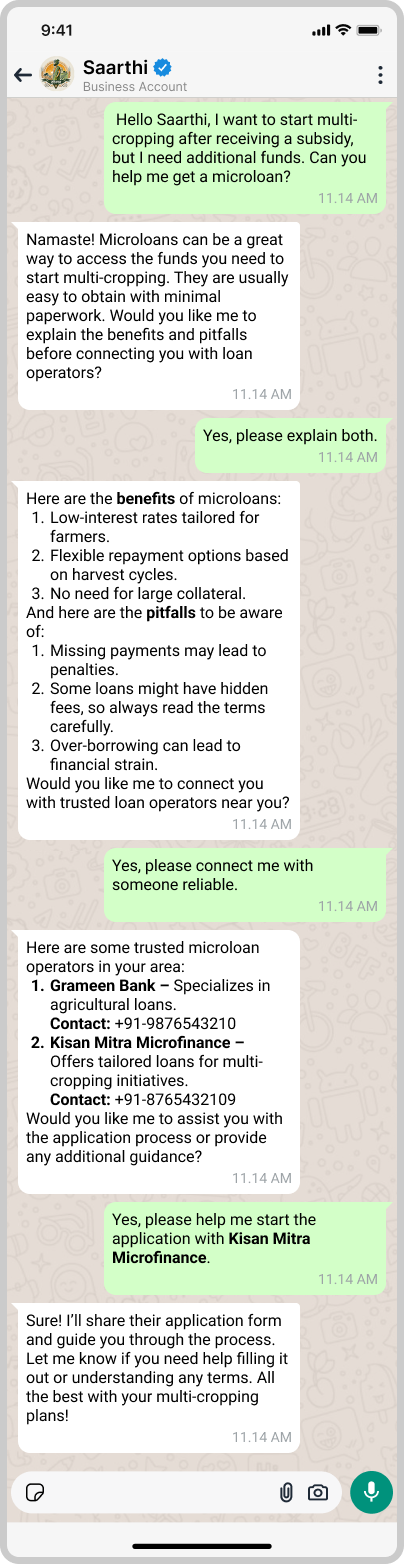 9:41
Saarthi
Business Account
Hello Saarthi, I want to start multi-
cropping after receiving a subsidy,
but I need additional funds. Can you
help me get a microloan?
11.14 AM
Namaste! Microloans can be a great
way to access the funds you need to
start multi-cropping. They are usually
easy to obtain with minimal
paperwork. Would you like me to
explain the benefits and pitfalls
before connecting you with loan
operators?
11.14 AM
Yes, please explain both.
11.14 AM
Here are the benefits of microloans:
1. Low-interest rates tailored for
farmers.
2. Flexible repayment options based
on harvest cycles.
3. No need for large collateral.
And here are the pitfalls to be aware
of:
1. Missing payments may lead to
penalties.
2. Some loans might have hidden
fees, so always read the terms
carefully.
3. Over-borrowing can lead to
financial strain.
Would you like me to connect you
with trusted loan operators near you?
11.14 AM
Yes, please connect me with
someone reliable.
11.14 AM
Here are some trusted microloan
operators in your area:
1. Grameen Bank – Specializes in
agricultural loans.
Contact: +91-9876543210
2. Kisan Mitra Microfinance –
Offers tailored loans for multi-
cropping initiatives.
Contact: +91-8765432109
Would you like me to assist you with
the application process or provide
any additional guidance?
11.14 AM
Yes, please help me start the
application with Kisan Mitra
Microfinance.
11.14 AM
Sure! I’ll share their application form
and guide you through the process.
Let me know if you need help filling it
out or understanding any terms. All
the best with your multi-cropping
plans!
11.14 AM